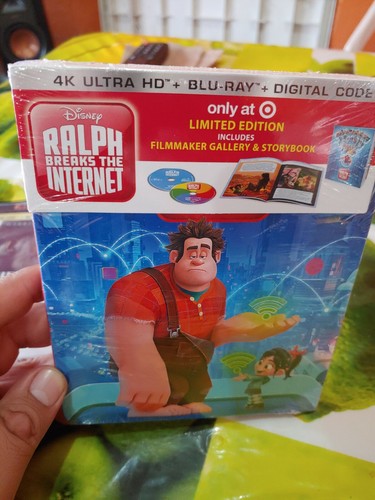 4K ULTRA HD™ + BLU-RAY™ + DIGITAL CODE
Disney
RALPH
BREAKS THE
INTERNET
only at
LIMITED EDITION
INCLUDES
FILMMAKER GALLERY & STORYBOOK